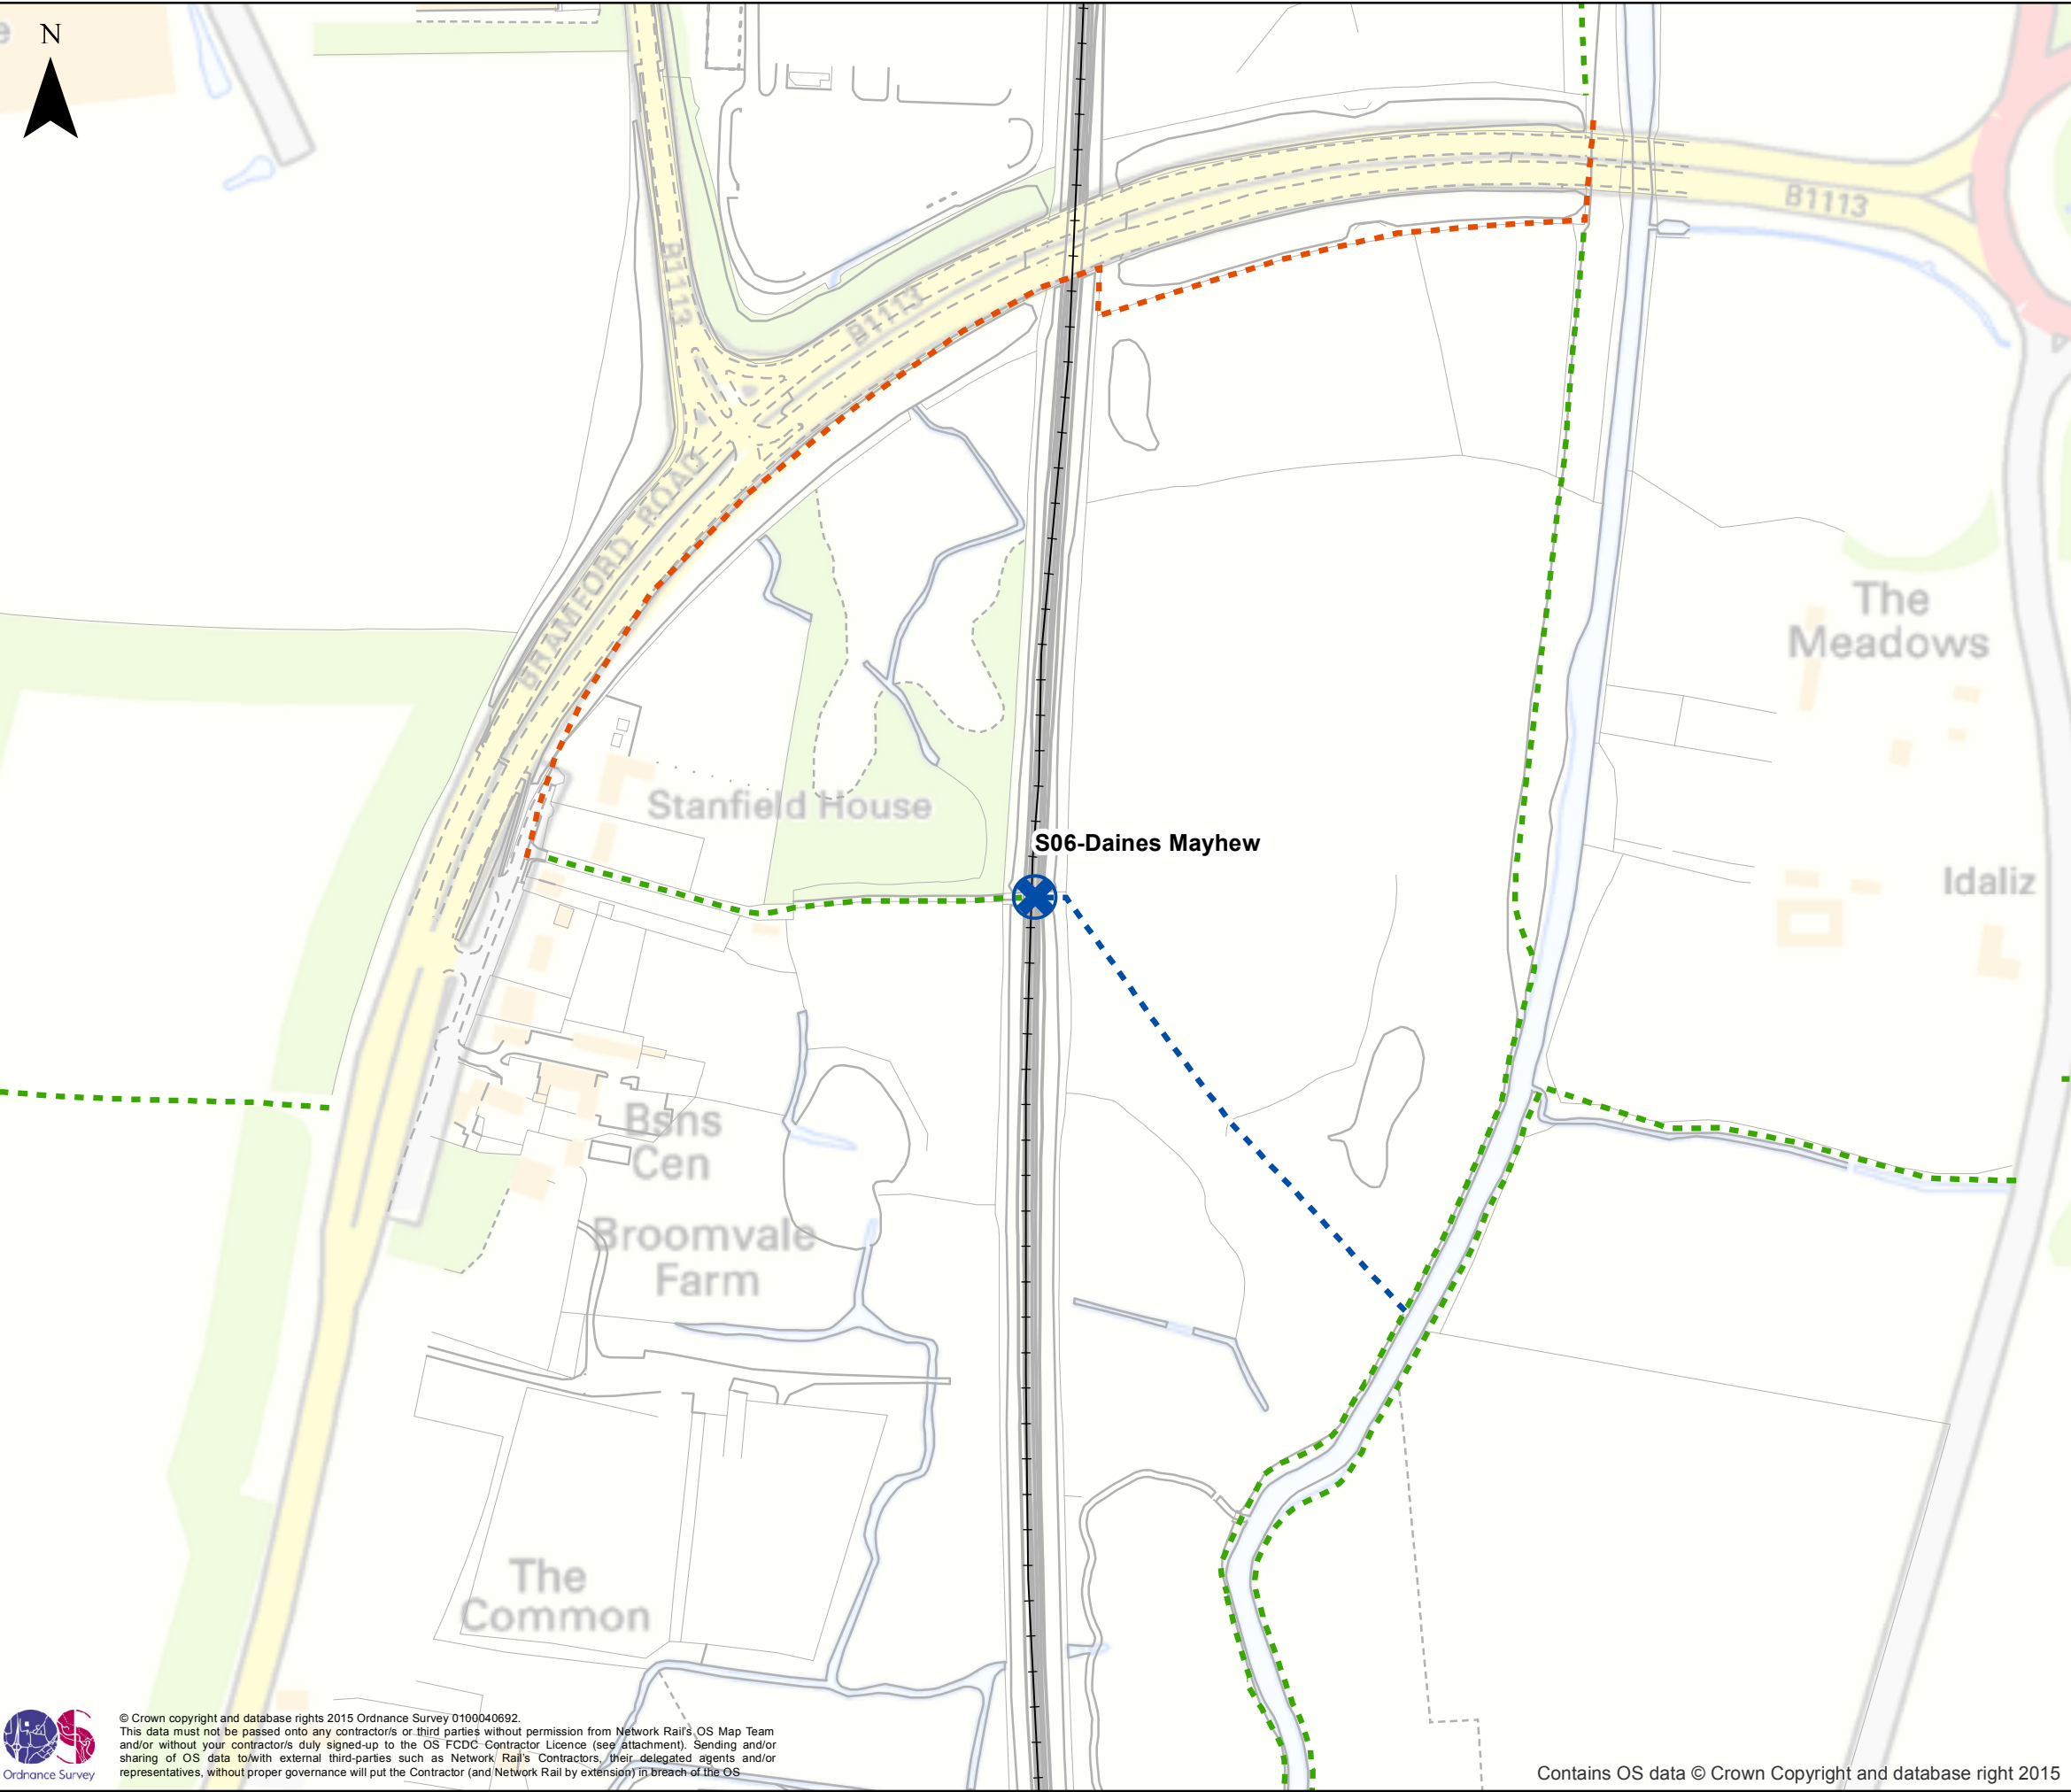 N
B1113
B1113
B1113
BRAMFORD ROAD
The
Meadows
Stanfield House
S06-Daines Mayhew
Idaliz
Bsns
Cen
Broomvale
Farm
The
Common
Ordnance Survey
© Crown copyright and database rights 2015 Ordnance Survey 0100040692.
This data must not be passed onto any contractor/s or third parties without permission from Network Rail's OS Map Team
and/or without your contractor/s duly signed-up to the OS FCDC Contractor Licence (see attachment). Sending and/or
sharing of OS data to/with external third-parties such as Network Rail's Contractors, their delegated agents and/or
representatives, without proper governance will put the Contractor (and Network Rail by extension) in breach of the OS
Contains OS data © Crown Copyright and database right 2015